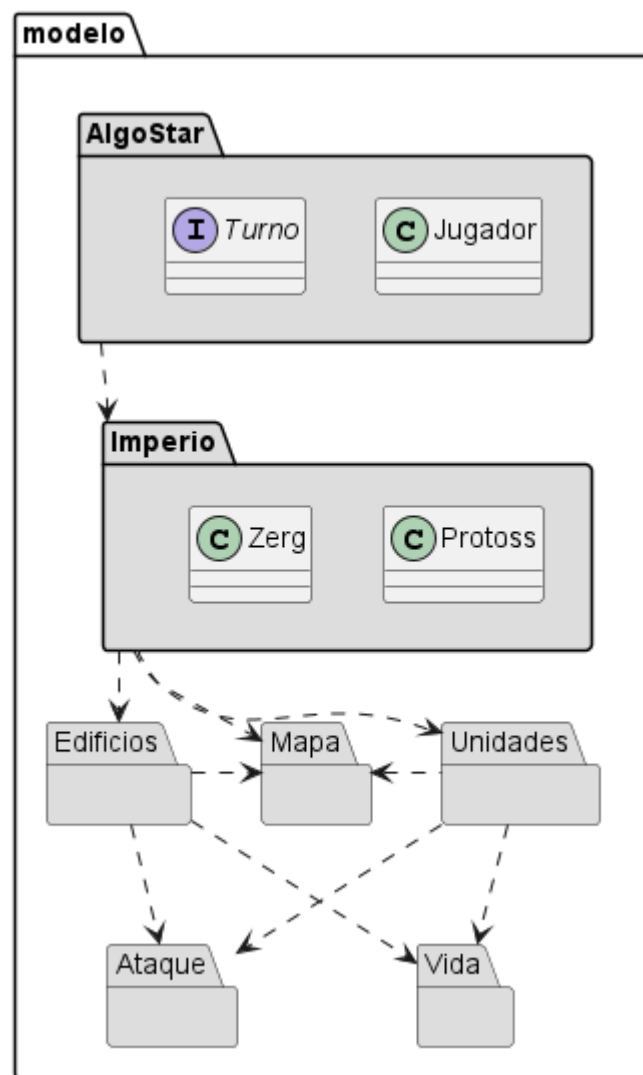 modelo
AlgoStar
I Turno
C Jugador
Imperio
C Zerg
C Protoss
Edificios
Mapa
Unidades
Ataque
Vida